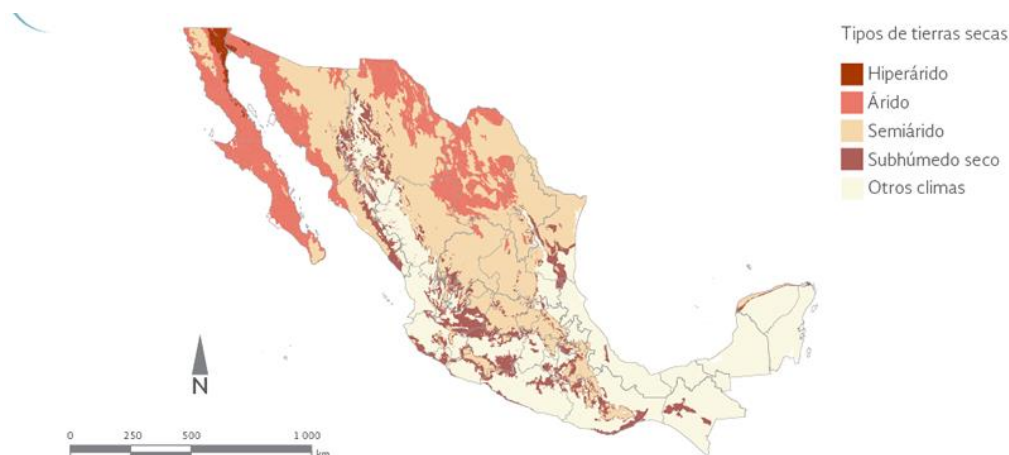 Tipos de tierras secas
Hiperárido
Árido
Semiárido
Subhúmedo seco
Otros climas
N
0 250 500 1 000
km